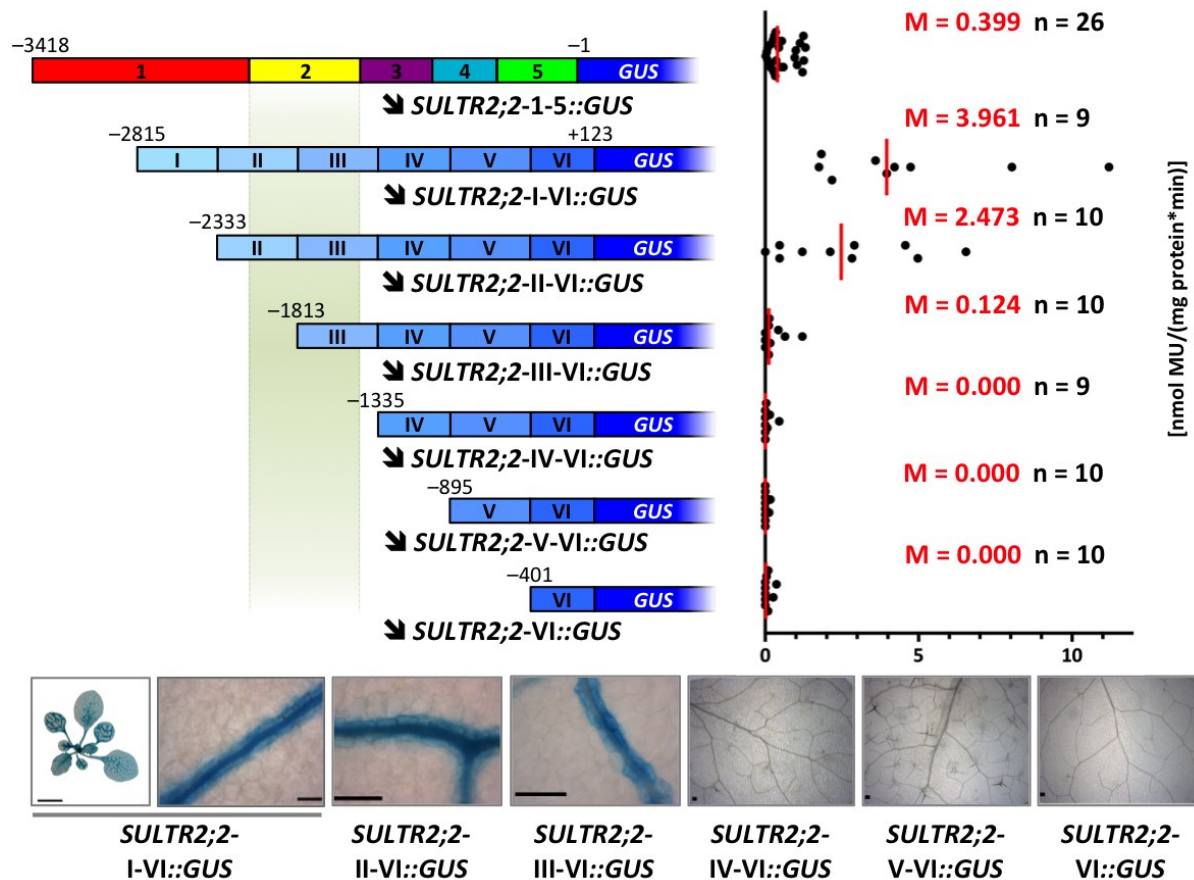 −3418
−1
1 2 3 4 5 GUS
SULTR2;2-1-5::GUS
M = 0.399 n = 26
−2815
+123
I II III IV V VI GUS
SULTR2;2-I-VI::GUS
M = 3.961 n = 9
−2333
II III IV V VI GUS
SULTR2;2-II-VI::GUS
M = 2.473 n = 10
−1813
III IV V VI GUS
SULTR2;2-III-VI::GUS
M = 0.124 n = 10
−1335
IV V VI GUS
SULTR2;2-IV-VI::GUS
M = 0.000 n = 9
−895
V VI GUS
SULTR2;2-V-VI::GUS
M = 0.000 n = 10
−401
VI GUS
SULTR2;2-VI::GUS
M = 0.000 n = 10
0 5 10
[nmol MU/(mg protein*min)]
SULTR2;2-
I-VI::GUS
SULTR2;2-
II-VI::GUS
SULTR2;2-
III-VI::GUS
SULTR2;2-
IV-VI::GUS
SULTR2;2-
V-VI::GUS
SULTR2;2-
VI::GUS